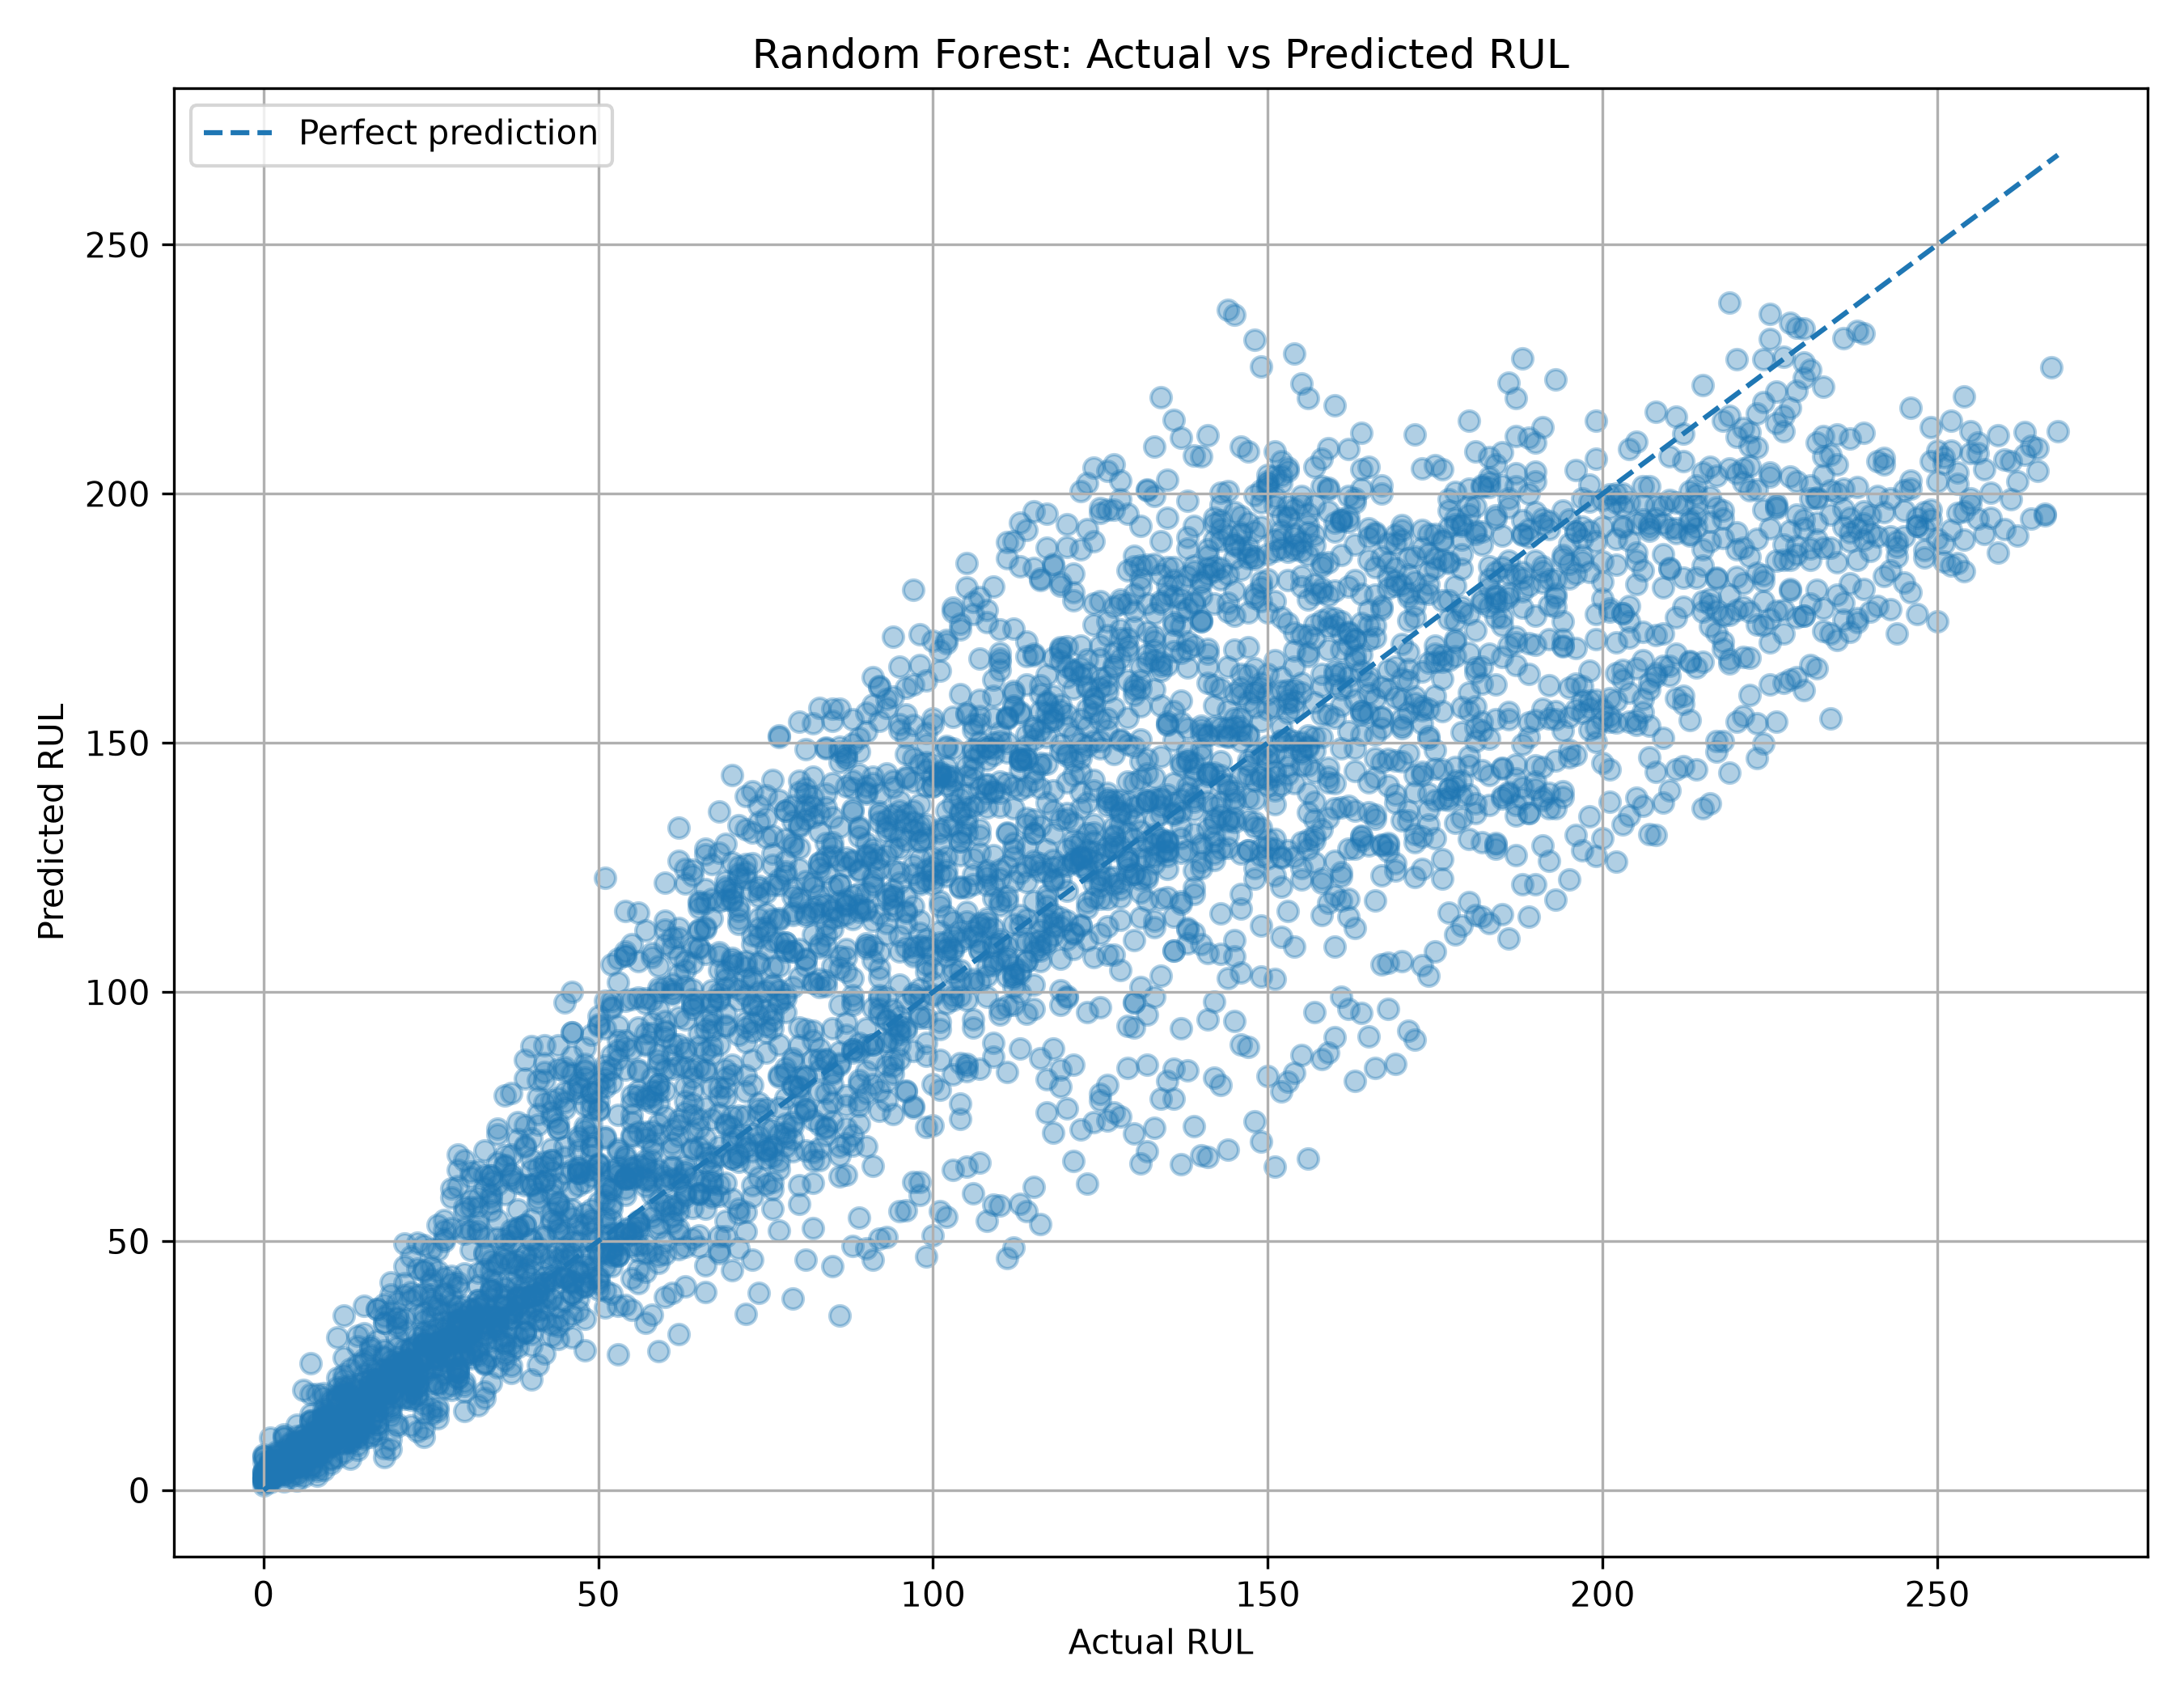 Random Forest: Actual vs Predicted RUL
Perfect prediction
250
200
150
100
50
0
Predicted RUL
0 50 100 150 200 250
Actual RUL